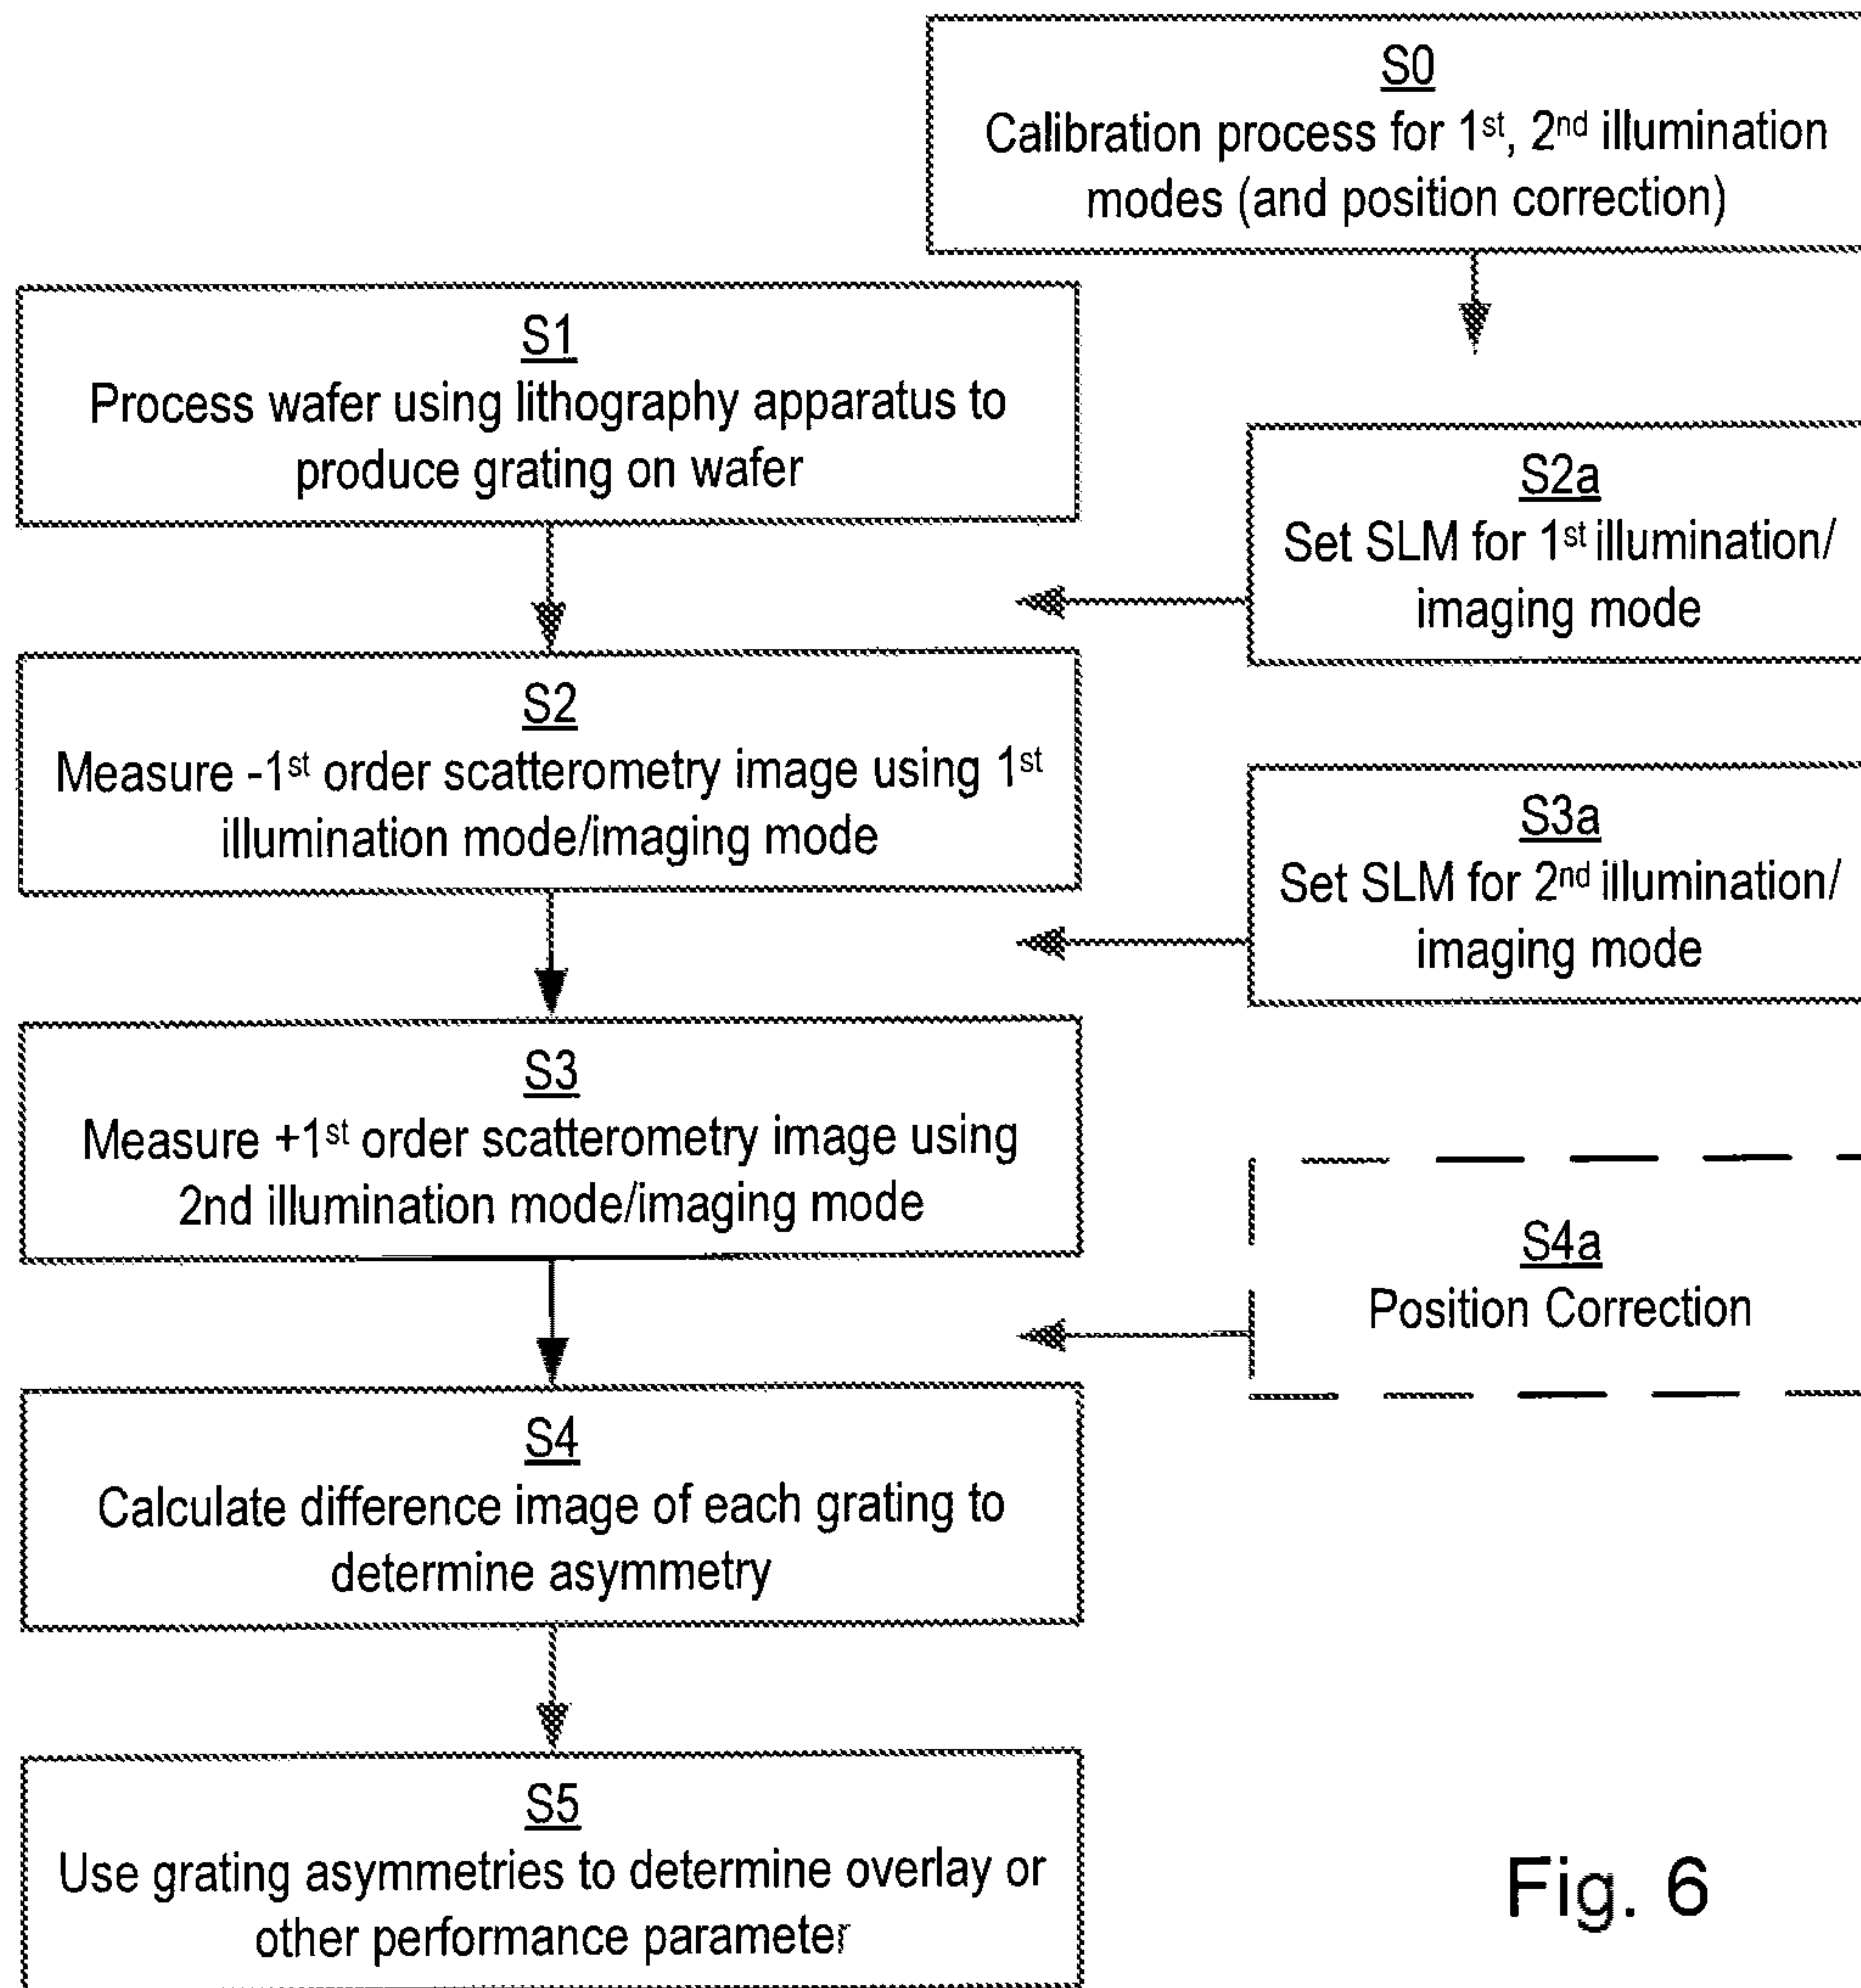 S0
Calibration process for 1st, 2nd illumination
modes (and position correction)
S1
Process wafer using lithography apparatus to
produce grating on wafer
S2a
Set SLM for 1st illumination/
imaging mode
S2
Measure -1st order scatterometry image using 1st
illumination mode/imaging mode
S3a
Set SLM for 2nd illumination/
imaging mode
S3
Measure +1st order scatterometry image using
2nd illumination mode/imaging mode
S4a
Position Correction
S4
Calculate difference image of each grating to
determine asymmetry
S5
Use grating asymmetries to determine overlay or
other performance parameter
Fig. 6